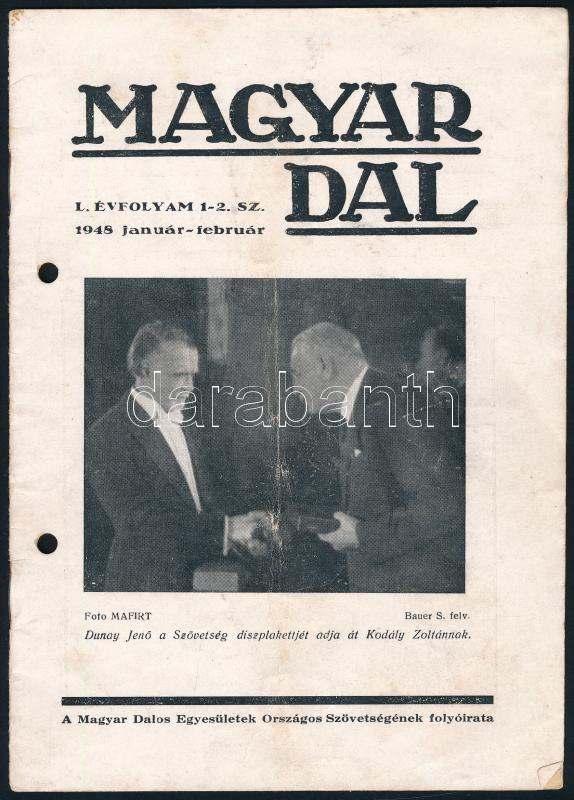 MAGYAR
DAL
L. ÉVFOLYAM 1-2. SZ.
1948 január-február
darabanth
Foto MAFIRT
Bauer S. felv.
Dunay Jenő a Szövetség díszplakettjét adja át Kodály Zoltánnak.
A Magyar Dalos Egyesületek Országos Szövetségének folyóirata